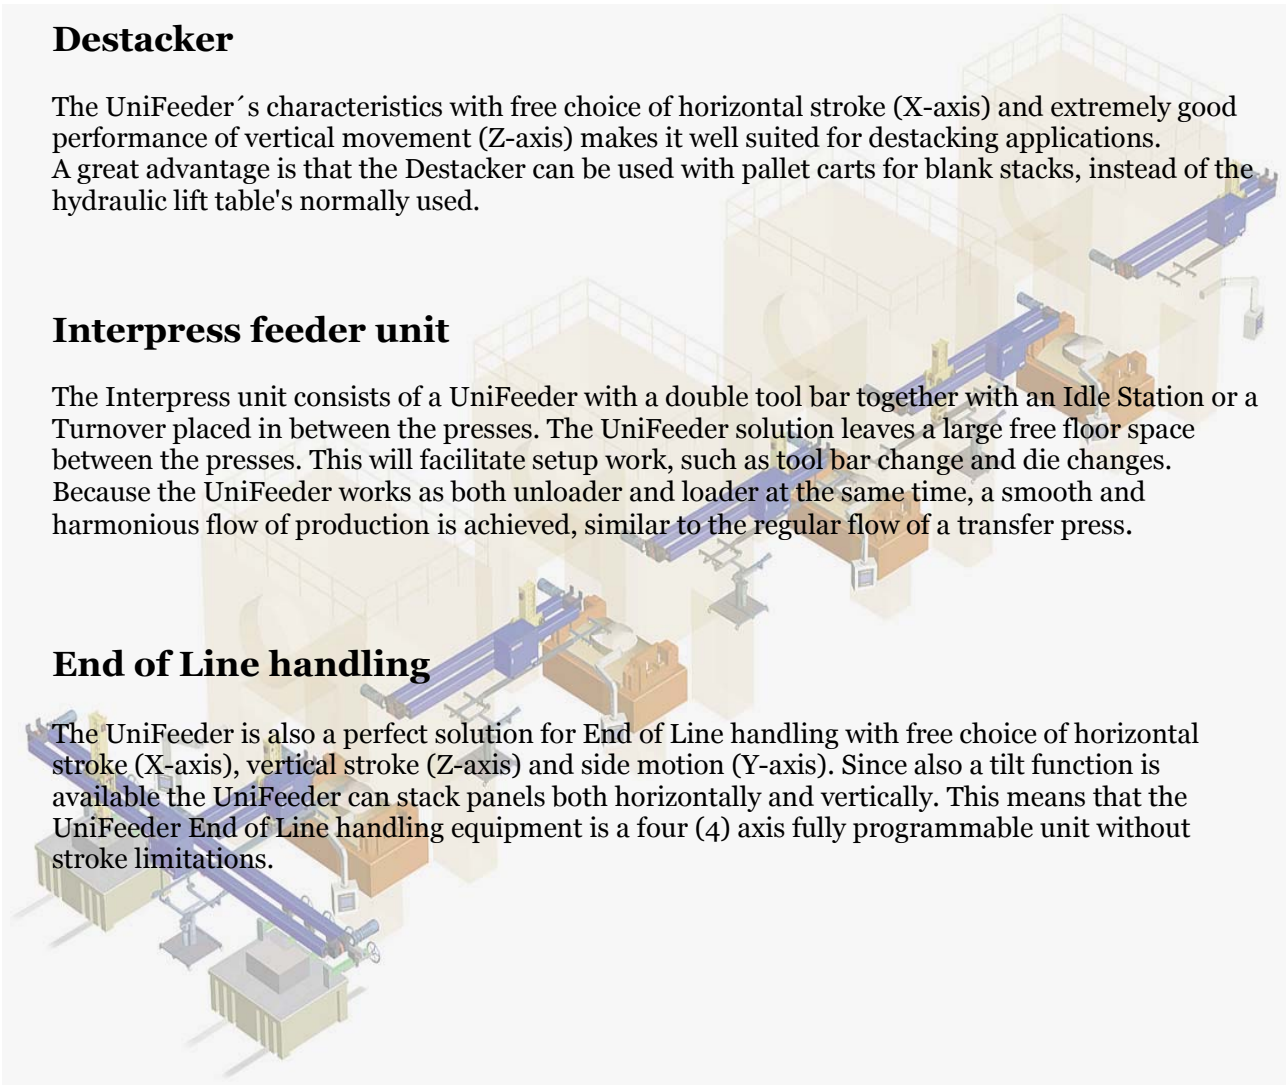 Destacker
The UniFeeder´s characteristics with free choice of horizontal stroke (X-axis) and extremely good
performance of vertical movement (Z-axis) makes it well suited for destacking applications.
A great advantage is that the Destacker can be used with pallet carts for blank stacks, instead of the
hydraulic lift table's normally used.
Interpress feeder unit
The Interpress unit consists of a UniFeeder with a double tool bar together with an Idle Station or a
Turnover placed in between the presses. The UniFeeder solution leaves a large free floor space
between the presses. This will facilitate setup work, such as tool bar change and die changes.
Because the UniFeeder works as both unloader and loader at the same time, a smooth and
harmonious flow of production is achieved, similar to the regular flow of a transfer press.
End of Line handling
The UniFeeder is also a perfect solution for End of Line handling with free choice of horizontal
stroke (X-axis), vertical stroke (Z-axis) and side motion (Y-axis). Since also a tilt function is
available the UniFeeder can stack panels both horizontally and vertically. This means that the
UniFeeder End of Line handling equipment is a four (4) axis fully programmable unit without
stroke limitations.